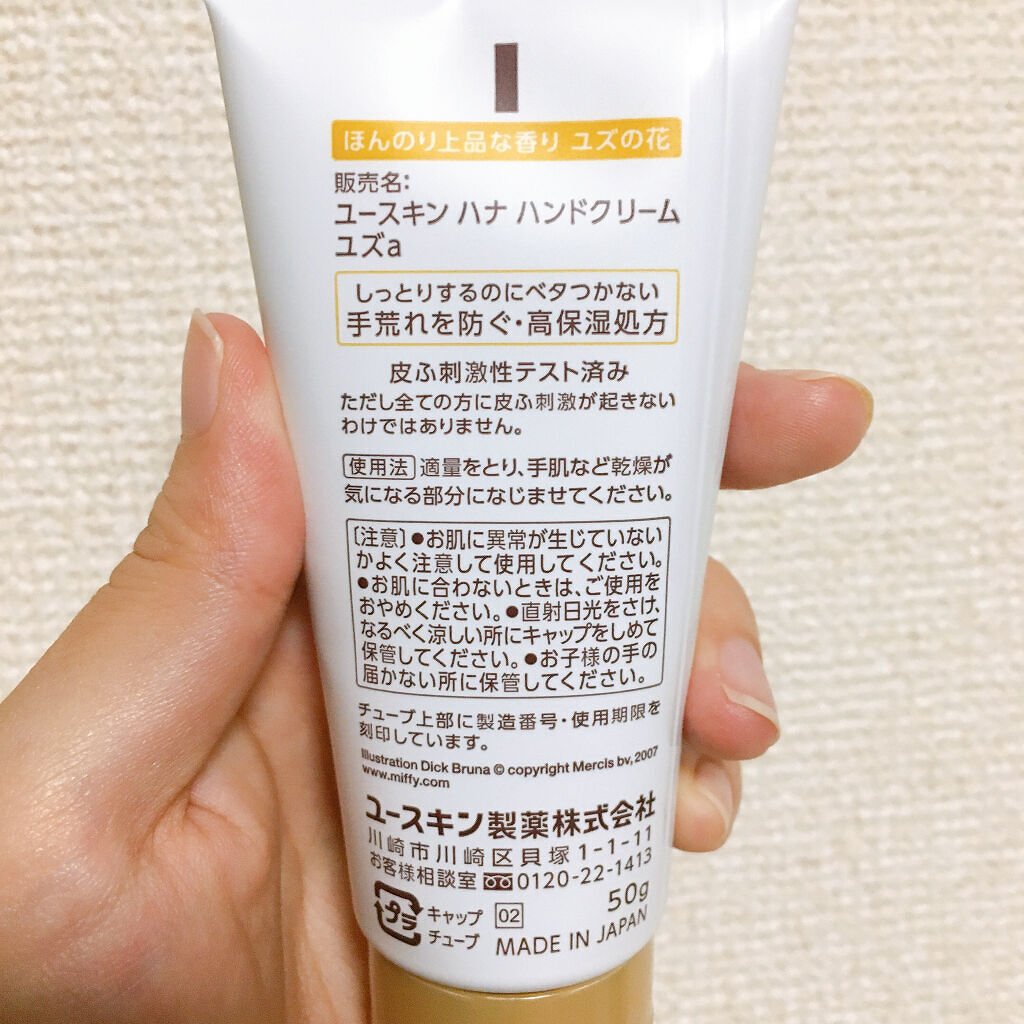 ほんのり上品な香り ユズの花
販売名:
ユースキン ハナ ハンドクリーム
ユズa
しっとりするのにベタつかない
手荒れを防ぐ・高保湿処方
皮ふ刺激性テスト済み
ただし全ての方に皮ふ刺激が起きない
わけではありません。
使用法 適量をとり、手肌など乾燥が
気になる部分になじませてください。
〔注意〕●お肌に異常が生じていない
かよく注意して使用してください。
●お肌に合わないときは、ご使用を
おやめください。●直射日光をさけ、
なるべく涼しい所にキャップをしめて
保管してください。●お子様の手の
届かない所に保管してください。
チューブ上部に製造番号・使用期限を
刻印しています。
Illustration Dick Bruna © copyright Mercis bv, 2007
www.miffy.com
ユースキン製薬株式会社
川崎市川崎区貝塚1-1-11
お客様相談室 0120-22-1413
プラ キャップ チューブ 02 50g
MADE IN JAPAN